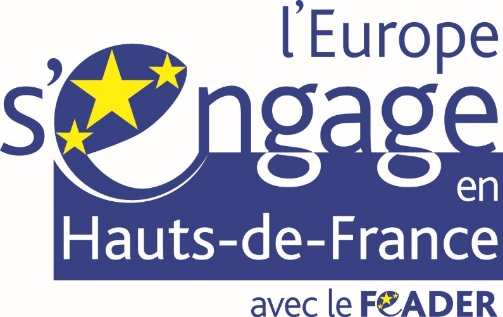 l'Europe
s'engage
en
Hauts-de-France
avec le FEADER